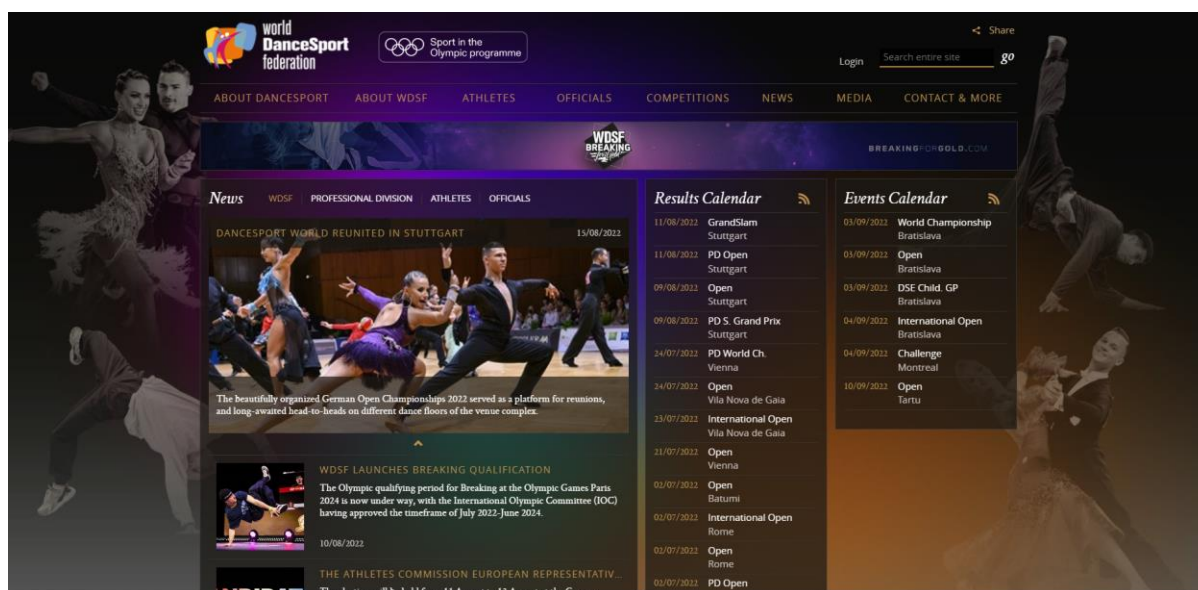 world
DanceSport
federation
Sport in the
Olympic programme
Share
Login
Search entire site
go
ABOUT DANCESPORT
ABOUT WDSF
ATHLETES
OFFICIALS
COMPETITIONS
NEWS
MEDIA
CONTACT & MORE
WDSF
BREAKING
BREAKINGFORGOLD.COM
News
WDSF
PROFESSIONAL DIVISION
ATHLETES
OFFICIALS
DANCESPORT WORLD REUNITED IN STUTTGART
15/08/2022
The beautifully organized German Open Championships 2022 served as a platform for reunions,
and long-awaited head-to-heads on different dance floors of the venue complex.
WDSF LAUNCHES BREAKING QUALIFICATION
The Olympic qualifying period for Breaking at the Olympic Games Paris
2024 is now under way, with the International Olympic Committee (IOC)
having approved the timeframe of July 2022-June 2024.
10/08/2022
THE ATHLETES COMMISSION EUROPEAN REPRESENTATIV...
Results Calendar
11/08/2022 GrandSlam
Stuttgart
11/08/2022 PD Open
Stuttgart
09/08/2022 Open
Stuttgart
09/08/2022 PD S. Grand Prix
Stuttgart
24/07/2022 PD World Ch.
Vienna
24/07/2022 Open
Vila Nova de Gaia
23/07/2022 International Open
Vila Nova de Gaia
21/07/2022 Open
Vienna
02/07/2022 Open
Batumi
02/07/2022 International Open
Rome
02/07/2022 Open
Rome
02/07/2022 PD Open
Events Calendar
03/09/2022 World Championship
Bratislava
03/09/2022 Open
Bratislava
03/09/2022 DSE Child. GP
Bratislava
04/09/2022 International Open
Bratislava
04/09/2022 Challenge
Montreal
10/09/2022 Open
Tartu